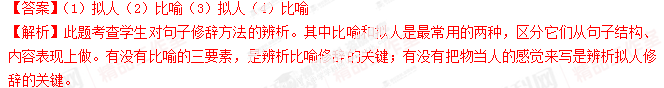 【答案】（1）拟人（2）比喻（3）拟人（4）比喻
【解析】此题考查学生对句子修辞方法的辨析。其中比喻和拟人是最常用的两种，区分它们从句子结构、
内容表现上做。有没有比喻的三要素，是辨析比喻修辞的关键；有没有把物当人的感觉来写是辨析拟人修
辞的关键。